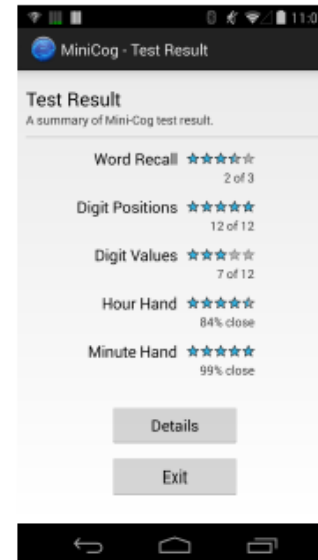 11:0
MiniCog - Test Result
Test Result
A summary of Mini-Cog test result.
Word Recall
2 of 3
Digit Positions
12 of 12
Digit Values
7 of 12
Hour Hand
84% close
Minute Hand
99% close
Details
Exit